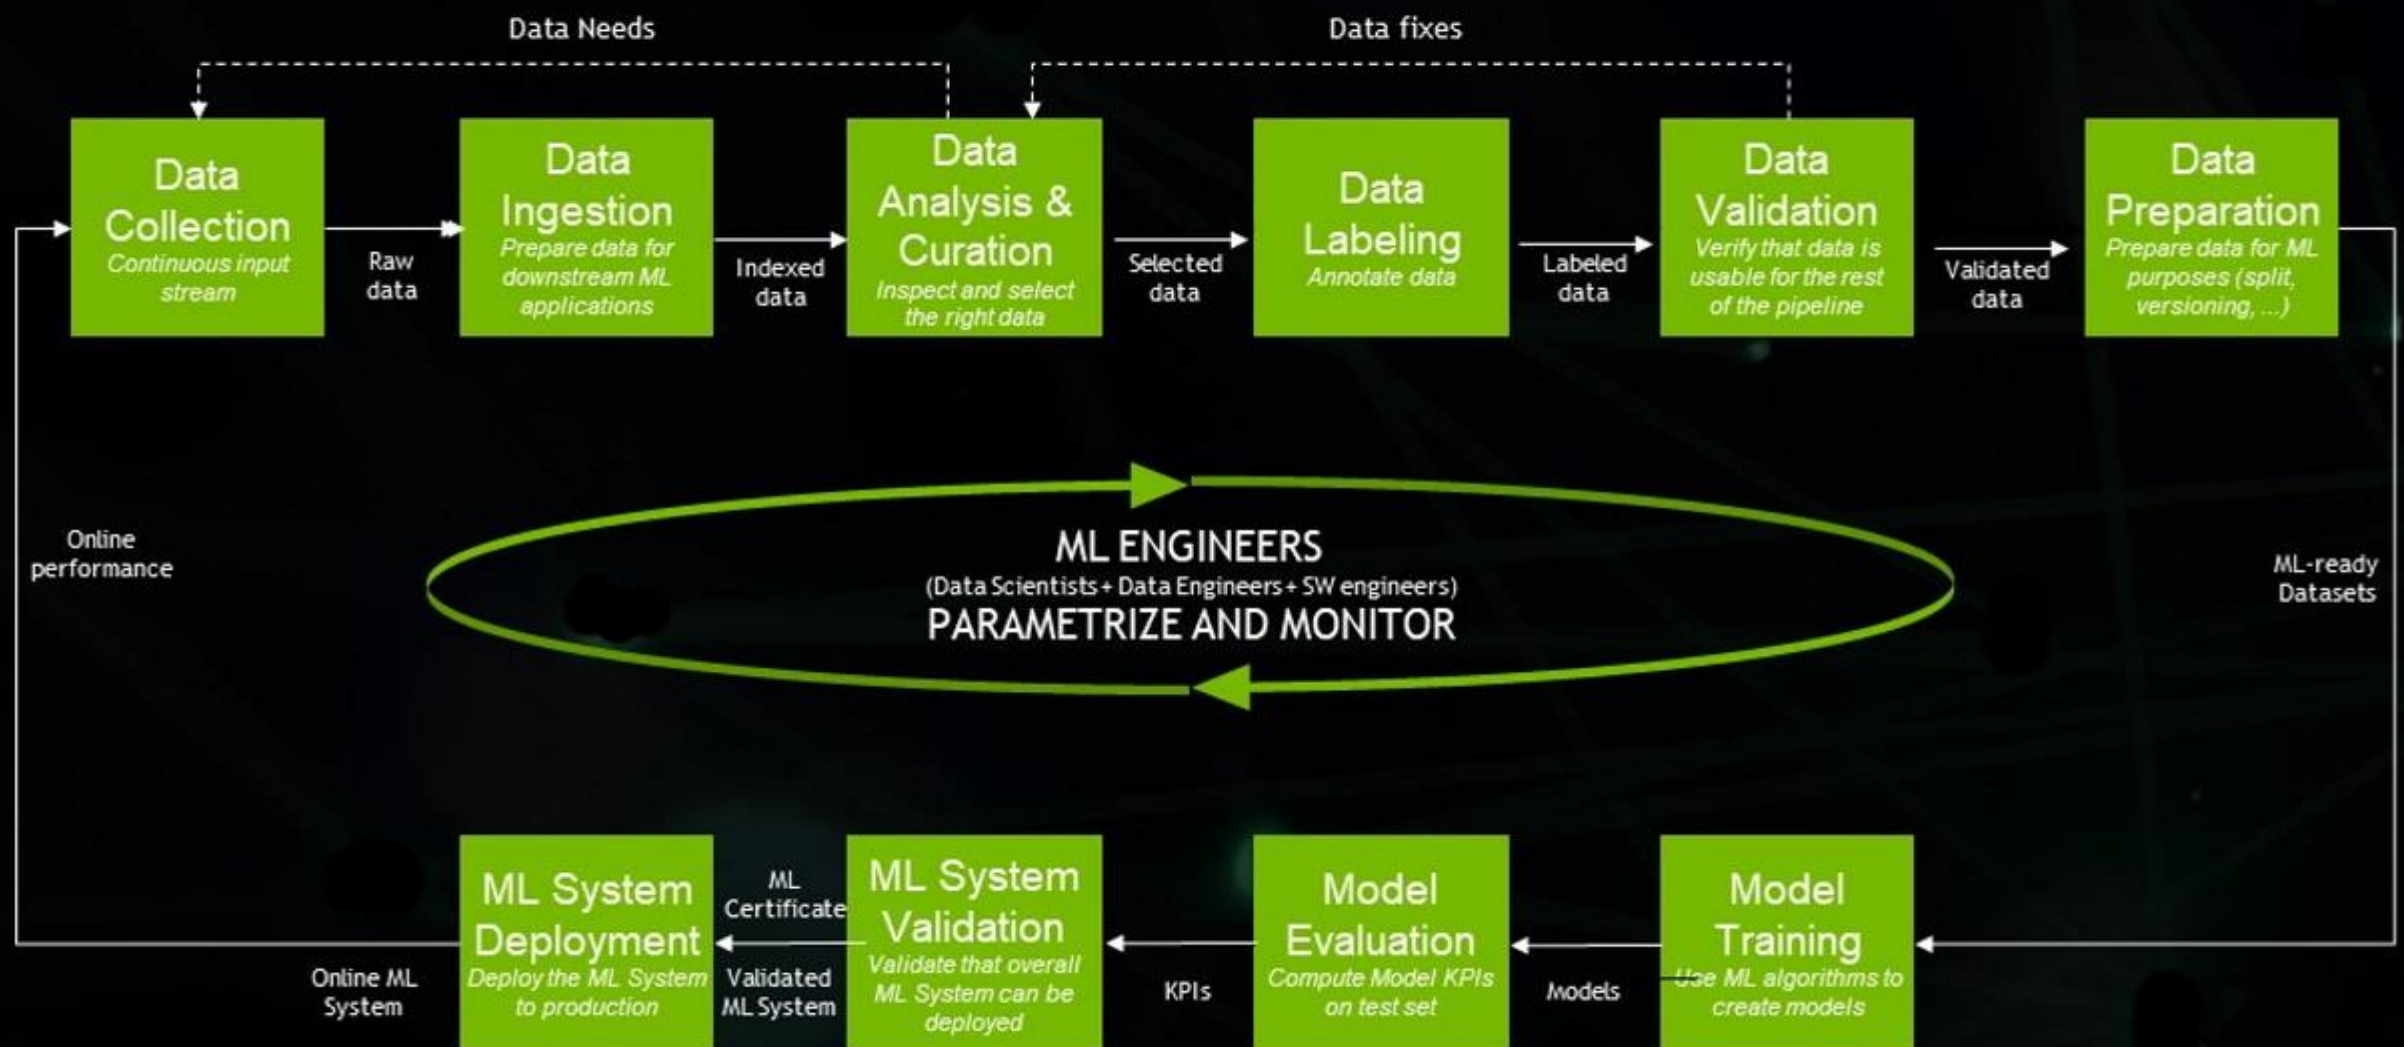 Data Needs
Data fixes
Data
Collection
Continuous input
stream
Raw
data
Data
Ingestion
Prepare data for
downstream ML
applications
Indexed
data
Data
Analysis &
Curation
Inspect and select
the right data
Selected
data
Data
Labeling
Annotate data
Labeled
data
Data
Validation
Verify that data is
usable for the rest
of the pipeline
Validated
data
Data
Preparation
Prepare data for ML
purposes (split,
versioning, ...)
Online
performance
ML ENGINEERS
(Data Scientists + Data Engineers + SW engineers)
PARAMETRIZE AND MONITOR
ML-ready
Datasets
Online ML
System
ML System
Deployment
Deploy the ML System
to production
ML
Certificate
Validated
ML System
ML System
Validation
Validate that overall
ML System can be
deployed
KPIs
Model
Evaluation
Compute Model KPIs
on test set
Models
Model
Training
Use ML algorithms to
create models